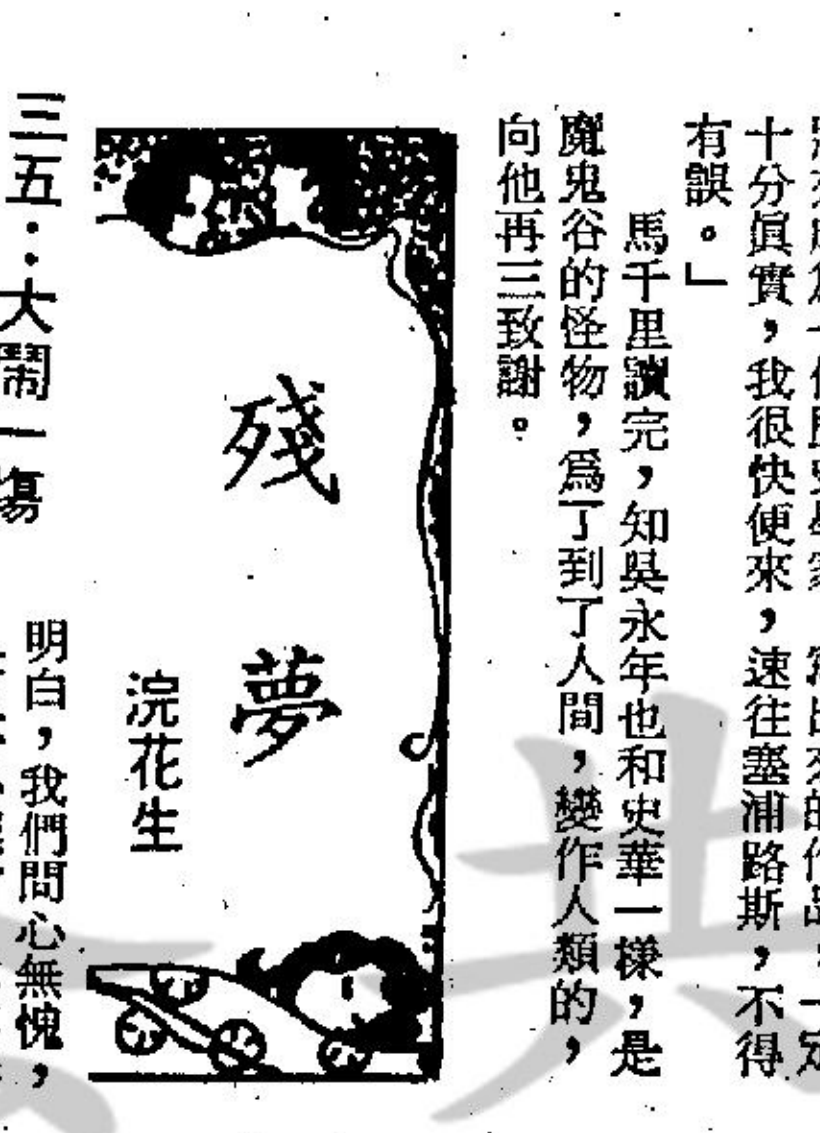 十分眞實，我很快便來，速往塞浦路斯，不得
有誤。」
馬千里讀完，知吳永年也和史華一樣，是
魔鬼谷的怪物，爲了到了人間，變作人類的，
向他再三致謝。
殘夢
浣花生
三五：大鬧一塲
明白，我們問心無愧，
共